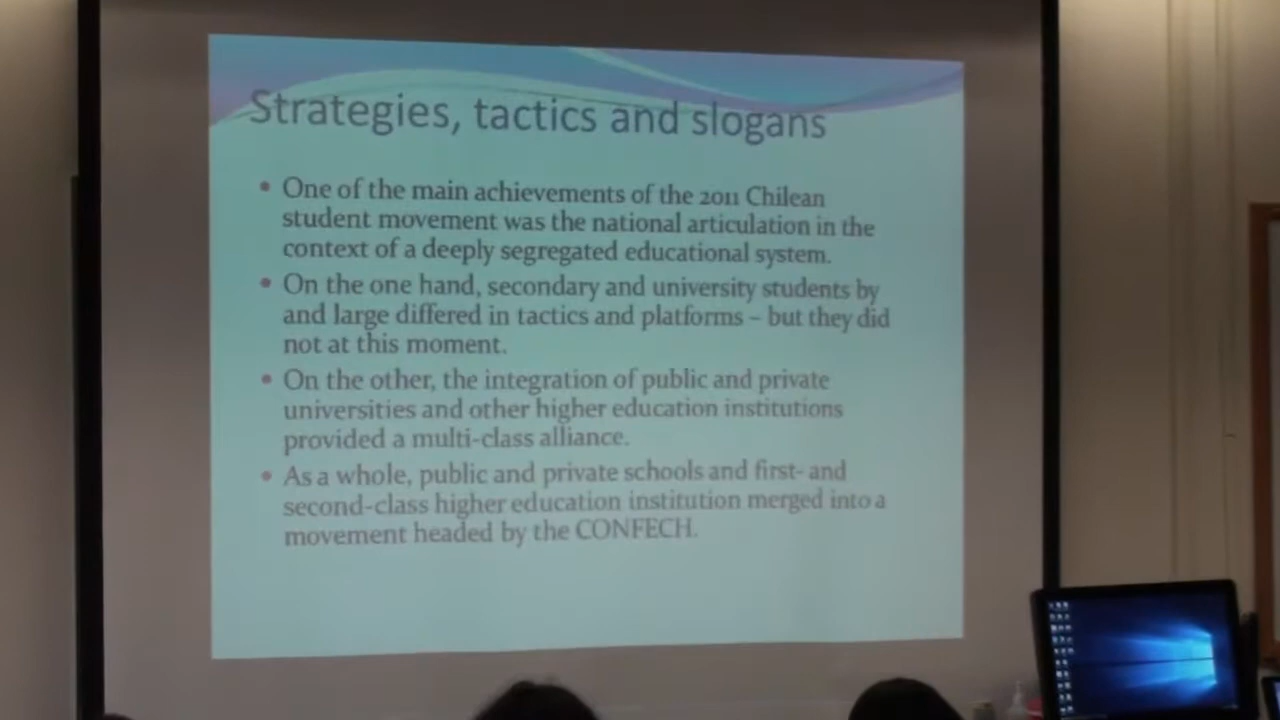 Strategies, tactics and slogans
• One of the main achievements of the 2011 Chilean
student movement was the national articulation in the
context of a deeply segregated educational system.
• On the one hand, secondary and university students by
and large differed in tactics and platforms – but they did
not at this moment.
• On the other, the integration of public and private
universities and other higher education institutions
provided a multi-class alliance.
• As a whole, public and private schools and first- and
second-class higher education institution merged into a
movement headed by the CONFECH.